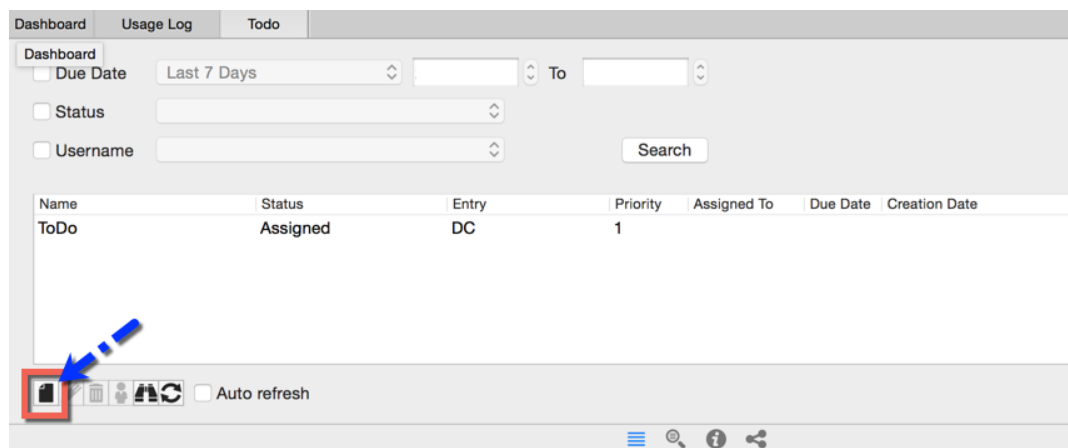 Dashboard Usage Log Todo
Dashboard
Due Date Last 7 Days To
Status
Username Search
Name Status Entry Priority Assigned To Due Date Creation Date
ToDo Assigned DC 1
Auto refresh